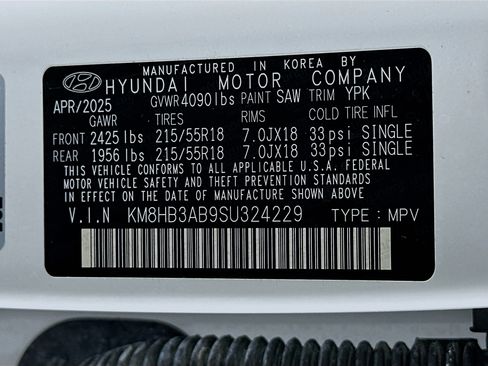 MANUFACTURED IN KOREA BY
HYUNDAI MOTOR COMPANY
APR/2025 GVWR 4090 lbs PAINT SAW TRIM YPK
GAWR TIRES RIMS COLD TIRE INFL
FRONT 2425 lbs 215/55R18 7.0JX18 33psi SINGLE
REAR 1956 lbs 215/55R18 7.0JX18 33psi SINGLE
THIS VEHICLE CONFORMS TO ALL APPLICABLE U.S.A. FEDERAL
MOTOR VEHICLE SAFETY AND THEFT PREVENTION STANDARDS
IN EFFECT ON THE DATE OF MANUFACTURE SHOWN ABOVE.
V.I.N KM8HB3AB9SU324229 TYPE : MPV